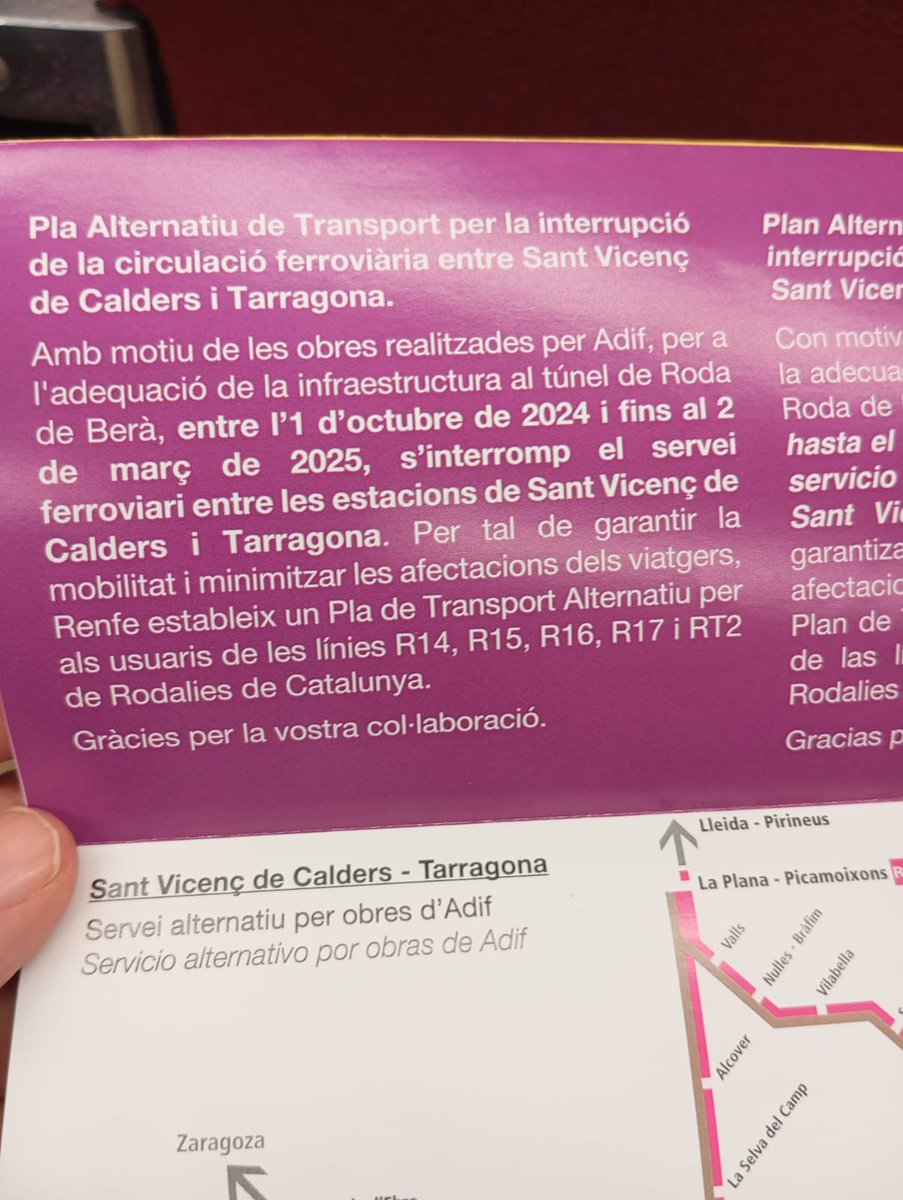 Pla Alternatiu de Transport per la interrupció
de la circulació ferroviària entre Sant Vicenç
de Calders i Tarragona.
Amb motiu de les obres realitzades per Adif, per a
l'adequació de la infraestructura al túnel de Roda
de Berà, entre l'1 d'octubre de 2024 i fins al 2
de març de 2025, s'interromp el servei
ferroviari entre les estacions de Sant Vicenç de
Calders i Tarragona. Per tal de garantir la
mobilitat i minimitzar les afectacions dels viatgers,
Renfe estableix un Pla de Transport Alternatiu per
als usuaris de les línies R14, R15, R16, R17 i RT2
de Rodalies de Catalunya.
Gràcies per la vostra col·laboració.
Plan Altern
interrupció
Sant Vicen
Con motiv
la adecua
Roda de
hasta el
servicio
Sant Vi
garantiza
afectacio
Plan de
de las l
Rodalies
Gracias p
Sant Vicenç de Calders - Tarragona
Servei alternatiu per obres d'Adif
Servicio alternativo por obras de Adif
Lleida - Pirineus
La Plana - Picamoixons
Valls
Nulles - Bràfim
Vilabella
Alcover
La Selva del Camp
Zaragoza